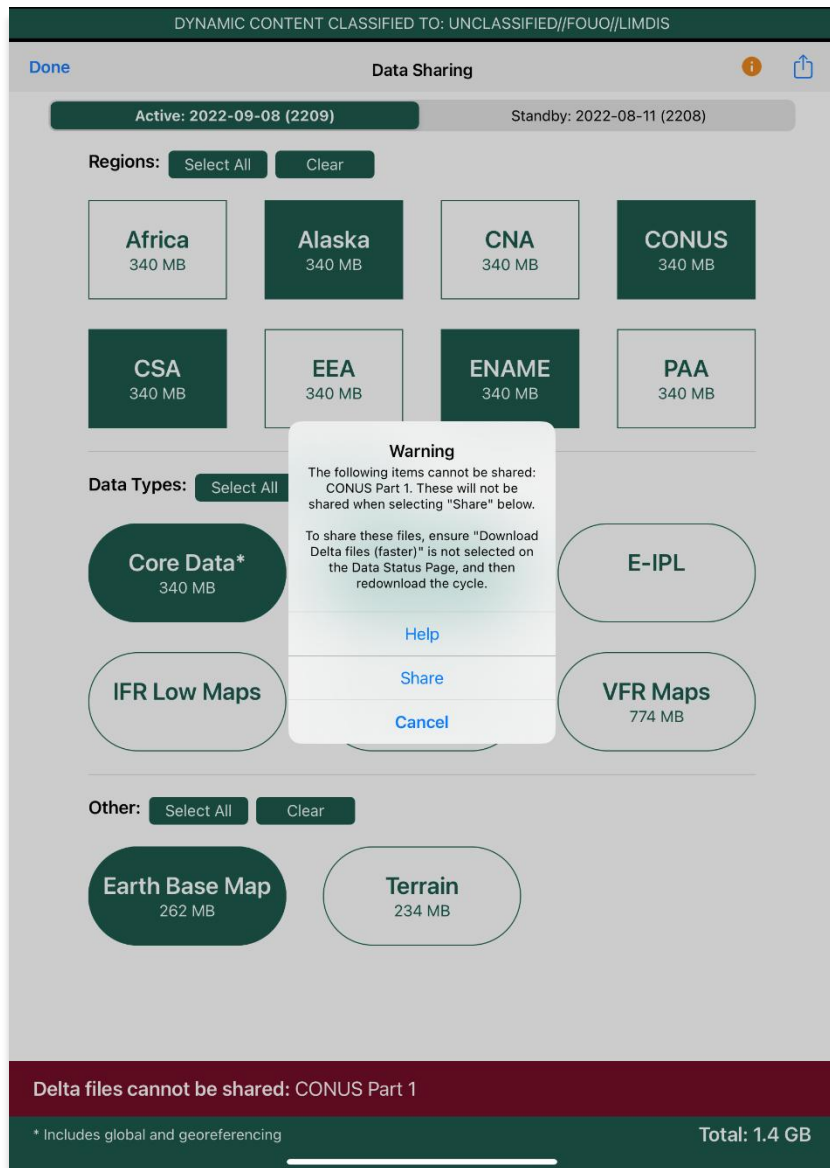 DYNAMIC CONTENT CLASSIFIED TO: UNCLASSIFIED//FOUO//LIMDIS
Done
Data Sharing
i
Active: 2022-09-08 (2209)
Standby: 2022-08-11 (2208)
Regions:
Select All
Clear
Africa
340 MB
Alaska
340 MB
CNA
340 MB
CONUS
340 MB
CSA
340 MB
EEA
340 MB
ENAME
340 MB
PAA
340 MB
Data Types:
Select All
Core Data*
340 MB
E-IPL
IFR Low Maps
VFR Maps
774 MB
Warning
The following items cannot be shared:
CONUS Part 1. These will not be
shared when selecting "Share" below.
To share these files, ensure "Download
Delta files (faster)" is not selected on
the Data Status Page, and then
redownload the cycle.
Help
Share
Cancel
Other:
Select All
Clear
Earth Base Map
262 MB
Terrain
234 MB
Delta files cannot be shared: CONUS Part 1
* Includes global and georeferencing
Total: 1.4 GB